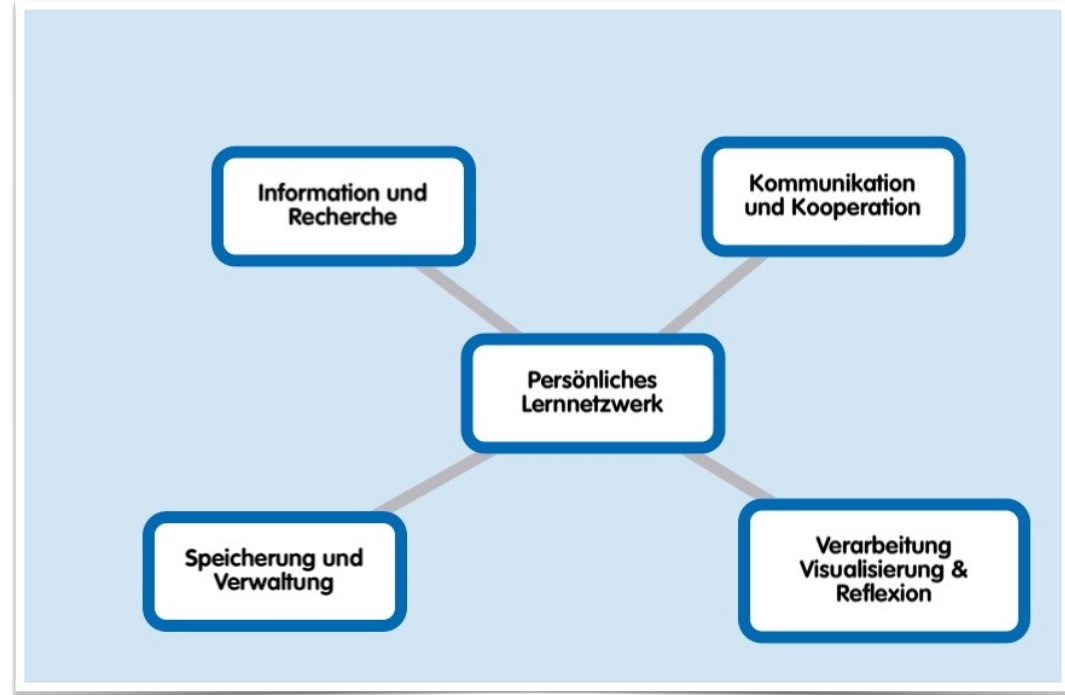 Information und
Recherche
Kommunikation
und Kooperation
Persönliches
Lernnetzwerk
Speicherung und
Verwaltung
Verarbeitung
Visualisierung &
Reflexion